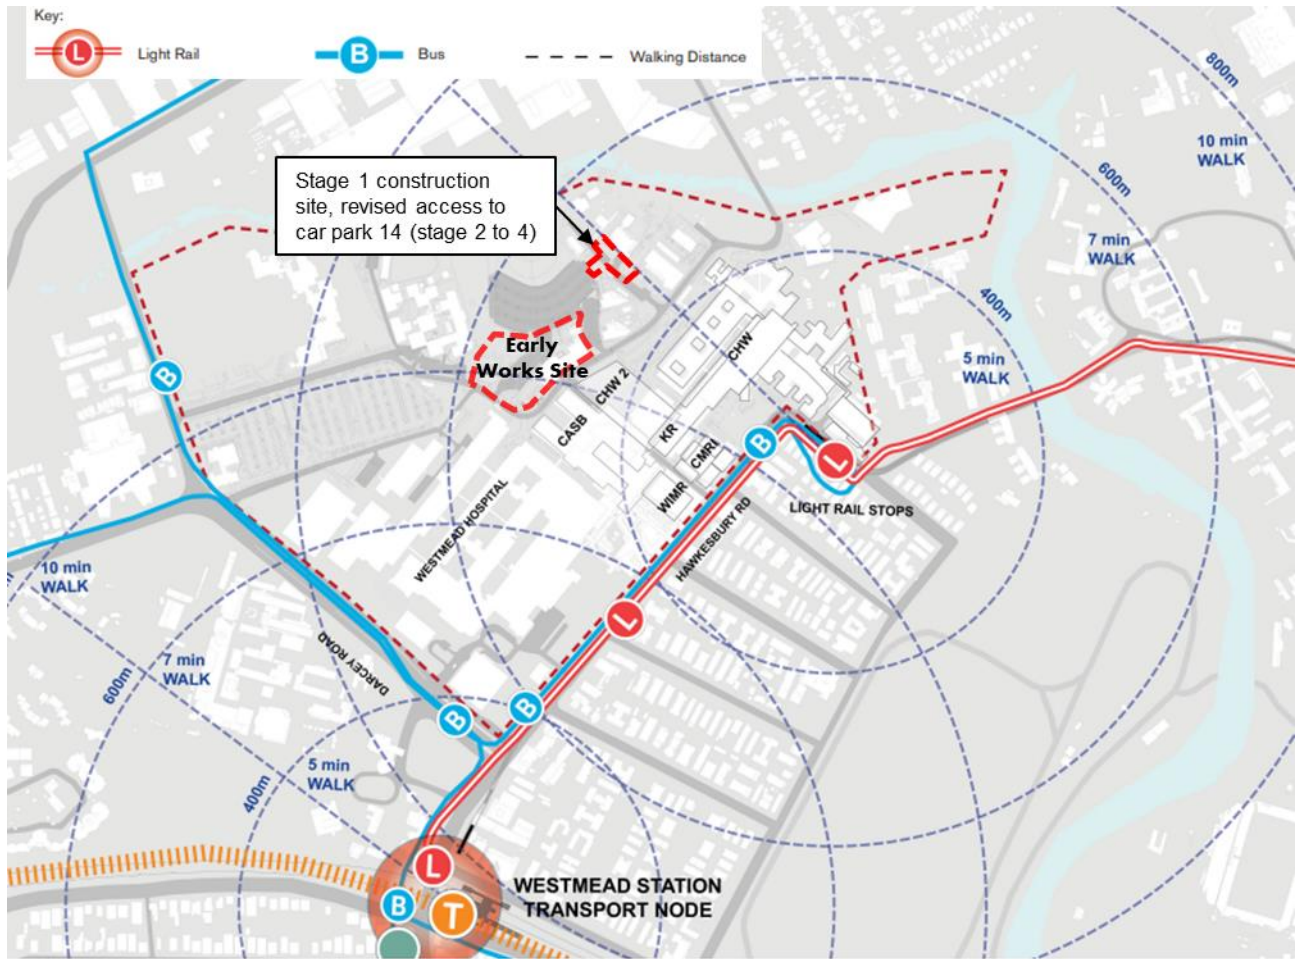 Key:
L
Light Rail
B
Bus
Walking Distance
800m
10 min
WALK
600m
7 min
WALK
400m
5 min
WALK
Stage 1 construction
site, revised access to
car park 14 (stage 2 to 4)
Early
Works Site
CHW
CHW 2
CASB
KR
CMRI
WIMR
B
B
L
LIGHT RAIL STOPS
HAWKESBURY RD
WESTMEAD HOSPITAL
10 min
WALK
L
7 min
WALK
600m
DARCEY ROAD
B
B
5 min
WALK
400m
L
B
T
WESTMEAD STATION
TRANSPORT NODE